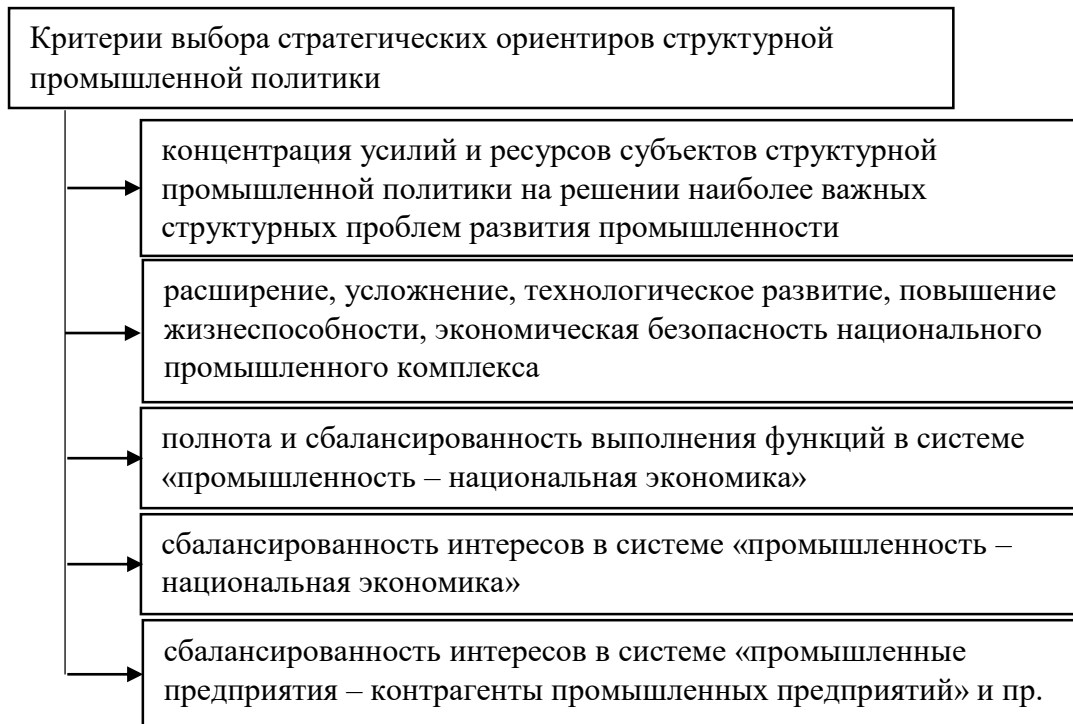 Критерии выбора стратегических ориентиров структурной
промышленной политики
концентрация усилий и ресурсов субъектов структурной
промышленной политики на решении наиболее важных
структурных проблем развития промышленности
расширение, усложнение, технологическое развитие, повышение
жизнеспособности, экономическая безопасность национального
промышленного комплекса
полнота и сбалансированность выполнения функций в системе
«промышленность – национальная экономика»
сбалансированность интересов в системе «промышленность –
национальная экономика»
сбалансированность интересов в системе «промышленные
предприятия – контрагенты промышленных предприятий» и пр.